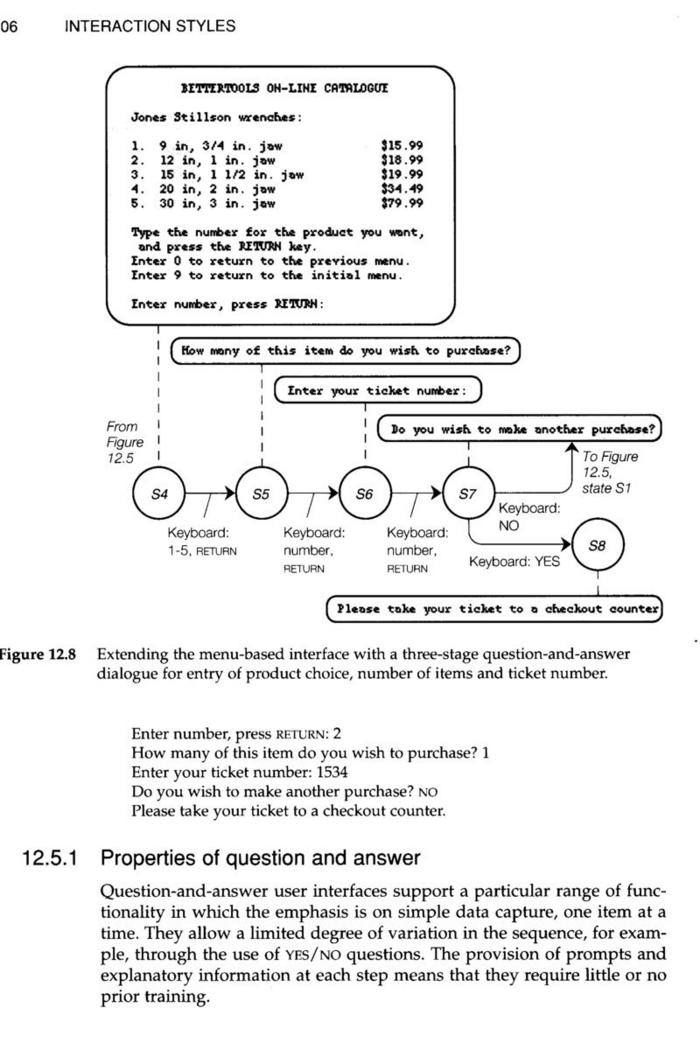 06 INTERACTION STYLES
BETTERTOOLS ON-LINE CATALOGUE
Jones Stillson wrenches:
1. 9 in, 3/4 in. jaw $15.99
2. 12 in, 1 in. jaw $18.99
3. 15 in, 1 1/2 in. jaw $19.99
4. 20 in, 2 in. jaw $34.49
5. 30 in, 3 in. jaw $79.99
Type the number for the product you want,
and press the RETURN key.
Enter 0 to return to the previous menu.
Enter 9 to return to the initial menu.
Enter number, press RETURN:
How many of this item do you wish to purchase?
Enter your ticket number:
Do you wish to make another purchase?
From
Figure
12.5
To Figure
12.5,
state S1
S4
S5
S6
S7
Keyboard:
1-5, RETURN
Keyboard:
number,
RETURN
Keyboard:
number,
RETURN
Keyboard:
NO
Keyboard: YES
S8
Please take your ticket to a checkout counter
Figure 12.8 Extending the menu-based interface with a three-stage question-and-answer
dialogue for entry of product choice, number of items and ticket number.
Enter number, press RETURN: 2
How many of this item do you wish to purchase? 1
Enter your ticket number: 1534
Do you wish to make another purchase? NO
Please take your ticket to a checkout counter.
12.5.1 Properties of question and answer
Question-and-answer user interfaces support a particular range of func-
tionality in which the emphasis is on simple data capture, one item at a
time. They allow a limited degree of variation in the sequence, for exam-
ple, through the use of YES/NO questions. The provision of prompts and
explanatory information at each step means that they require little or no
prior training.